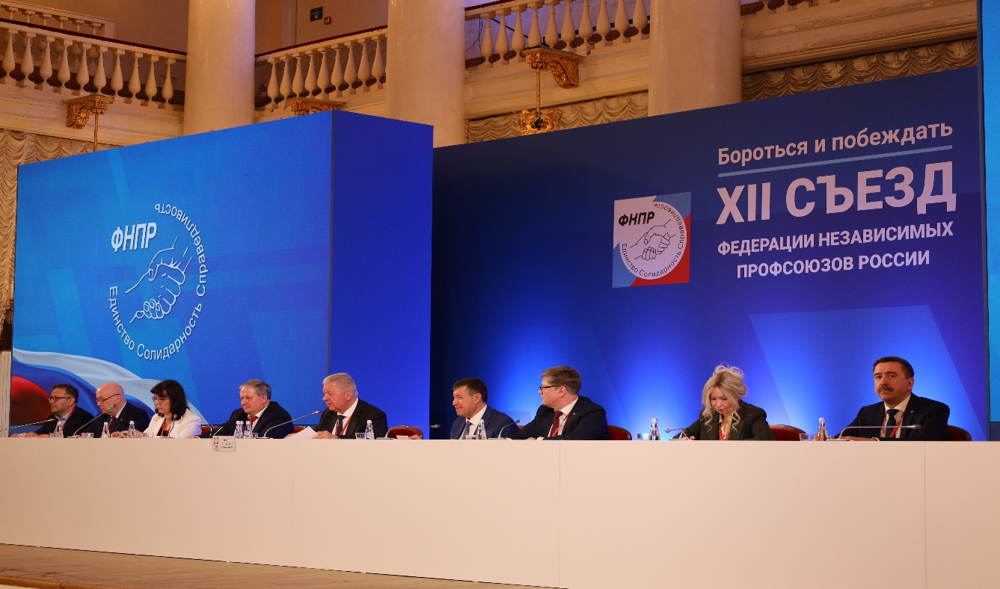 ФНПР
Единство Солидарность Справедливость
Бороться и побеждать
XII СЪЕЗД
ФЕДЕРАЦИИ НЕЗАВИСИМЫХ
ПРОФСОЮЗОВ РОССИИ
ФНПР
Единство Солидарность Справедливость